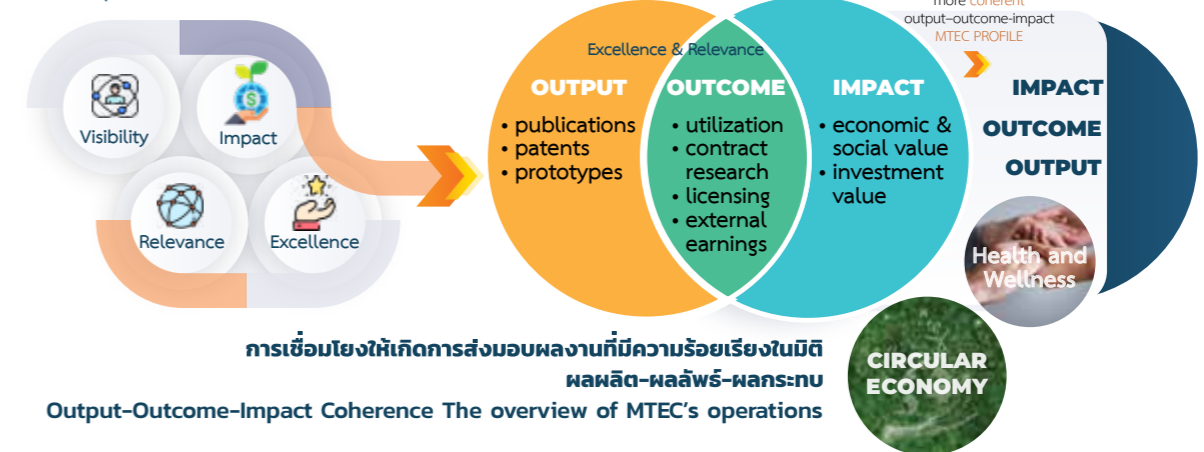 more coherent
output–outcome-impact
MTEC PROFILE
Visibility
Impact
Relevance
Excellence
Excellence & Relevance
OUTPUT
• publications
• patents
• prototypes
OUTCOME
• utilization
• contract
research
• licensing
• external
earnings
IMPACT
• economic &
social value
• investment
value
IMPACT
OUTCOME
OUTPUT
Health and
Wellness
CIRCULAR
ECONOMY
การเชื่อมโยงให้เกิดการส่งมอบผลงานที่มีความร้อยเรียงในมิติ
ผลผลิต-ผลลัพธ์-ผลกระทบ
Output–Outcome-Impact Coherence The overview of MTEC's operations